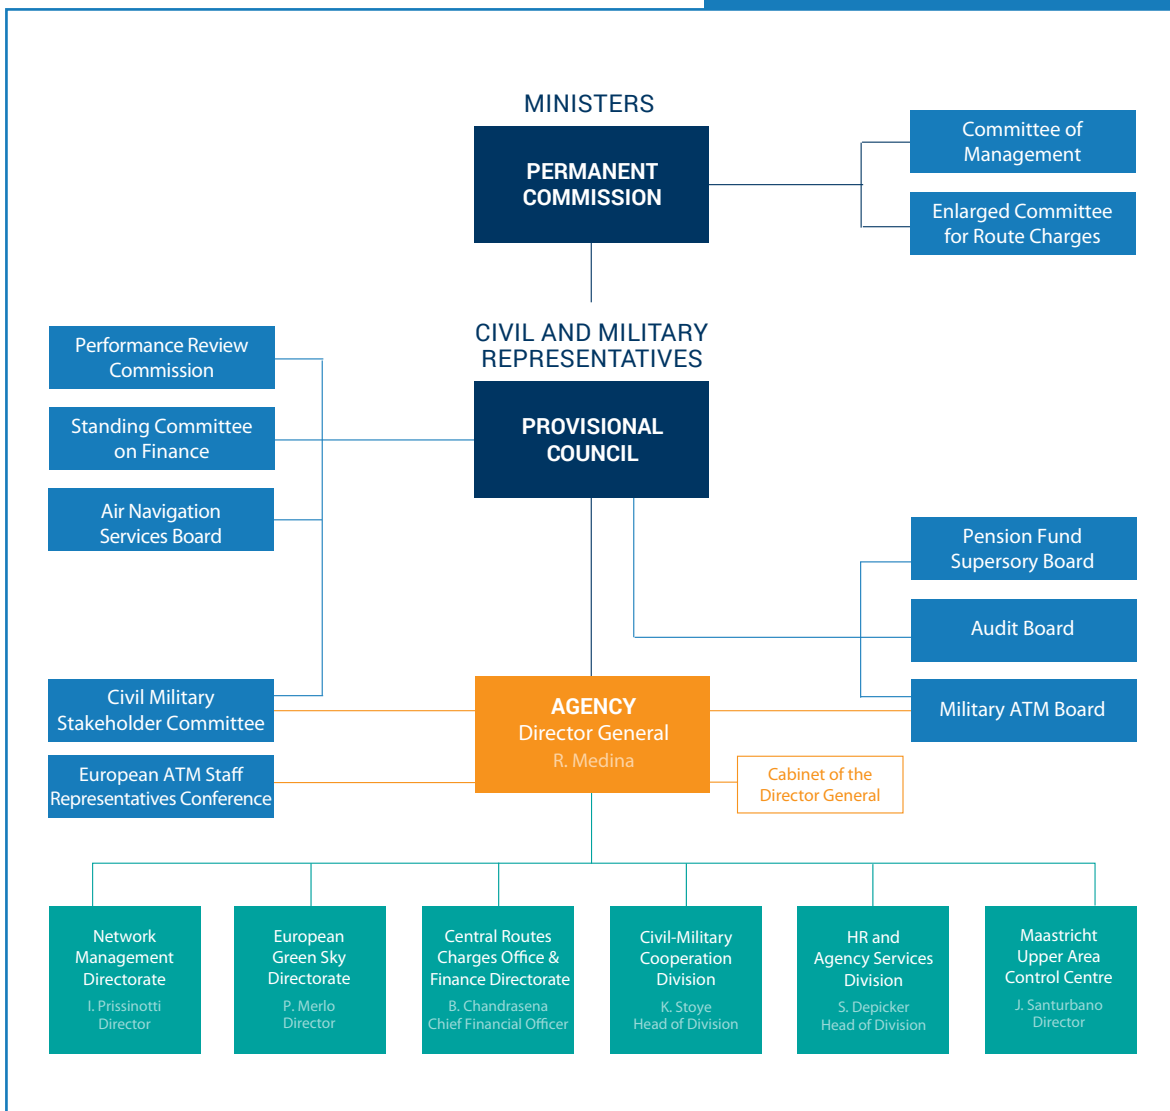 MINISTERS
PERMANENT
COMMISSION
Committee of
Management
Enlarged Committee
for Route Charges
CIVIL AND MILITARY
REPRESENTATIVES
PROVISIONAL
COUNCIL
Performance Review
Commission
Standing Committee
on Finance
Air Navigation
Services Board
Pension Fund
Supersory Board
Audit Board
Military ATM Board
Civil Military
Stakeholder Committee
European ATM Staff
Representatives Conference
AGENCY
Director General
R. Medina
Cabinet of the
Director General
Network
Management
Directorate
I. Prissinotti
Director
European
Green Sky
Directorate
P. Merlo
Director
Central Routes
Charges Office &
Finance Directorate
B. Chandrasena
Chief Financial Officer
Civil-Military
Cooperation
Division
K. Stoye
Head of Division
HR and
Agency Services
Division
S. Depicker
Head of Division
Maastricht
Upper Area
Control Centre
J. Santurbano
Director